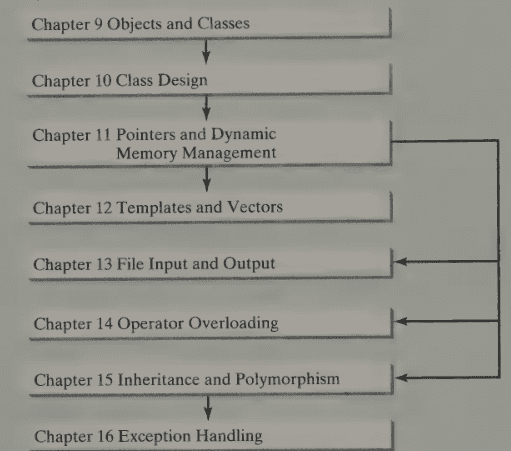 Chapter 9 Objects and Classes
Chapter 10 Class Design
Chapter 11 Pointers and Dynamic
Memory Management
Chapter 12 Templates and Vectors
Chapter 13 File Input and Output
Chapter 14 Operator Overloading
Chapter 15 Inheritance and Polymorphism
Chapter 16 Exception Handling